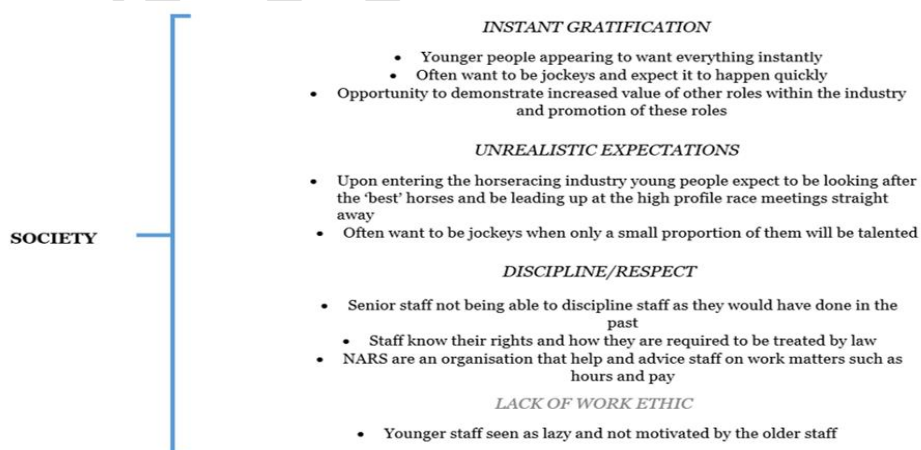 INSTANT GRATIFICATION
• Younger people appearing to want everything instantly
• Often want to be jockeys and expect it to happen quickly
• Opportunity to demonstrate increased value of other roles within the industry
and promotion of these roles
UNREALISTIC EXPECTATIONS
• Upon entering the horseracing industry young people expect to be looking after
the ‘best’ horses and be leading up at the high profile race meetings straight
away
• Often want to be jockeys when only a small proportion of them will be talented
SOCIETY
DISCIPLINE/RESPECT
• Senior staff not being able to discipline staff as they would have done in the
past
• Staff know their rights and how they are required to be treated by law
• NARS are an organisation that help and advice staff on work matters such as
hours and pay
LACK OF WORK ETHIC
• Younger staff seen as lazy and not motivated by the older staff